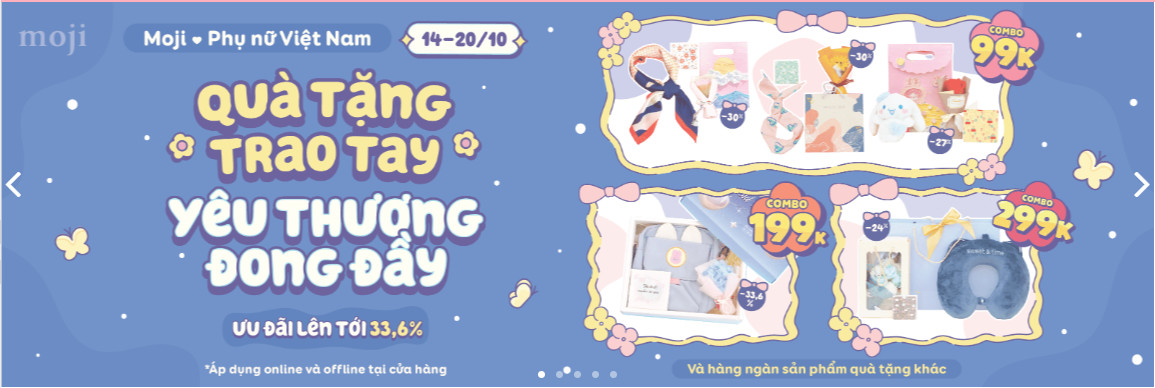 moji
Moji ❤ Phụ nữ Việt Nam
14-20/10
QUÀ TẶNG
TRAO TAY
YÊU THƯƠNG
ĐONG ĐẦY
ƯU ĐÃI LÊN TỚI 33,6%
*Áp dụng online và offline tại cửa hàng
COMBO
99K
-30%
-30%
-27%
COMBO
199K
-33,6
%
COMBO
299K
-24%
Và hàng ngàn sản phẩm quà tặng khác